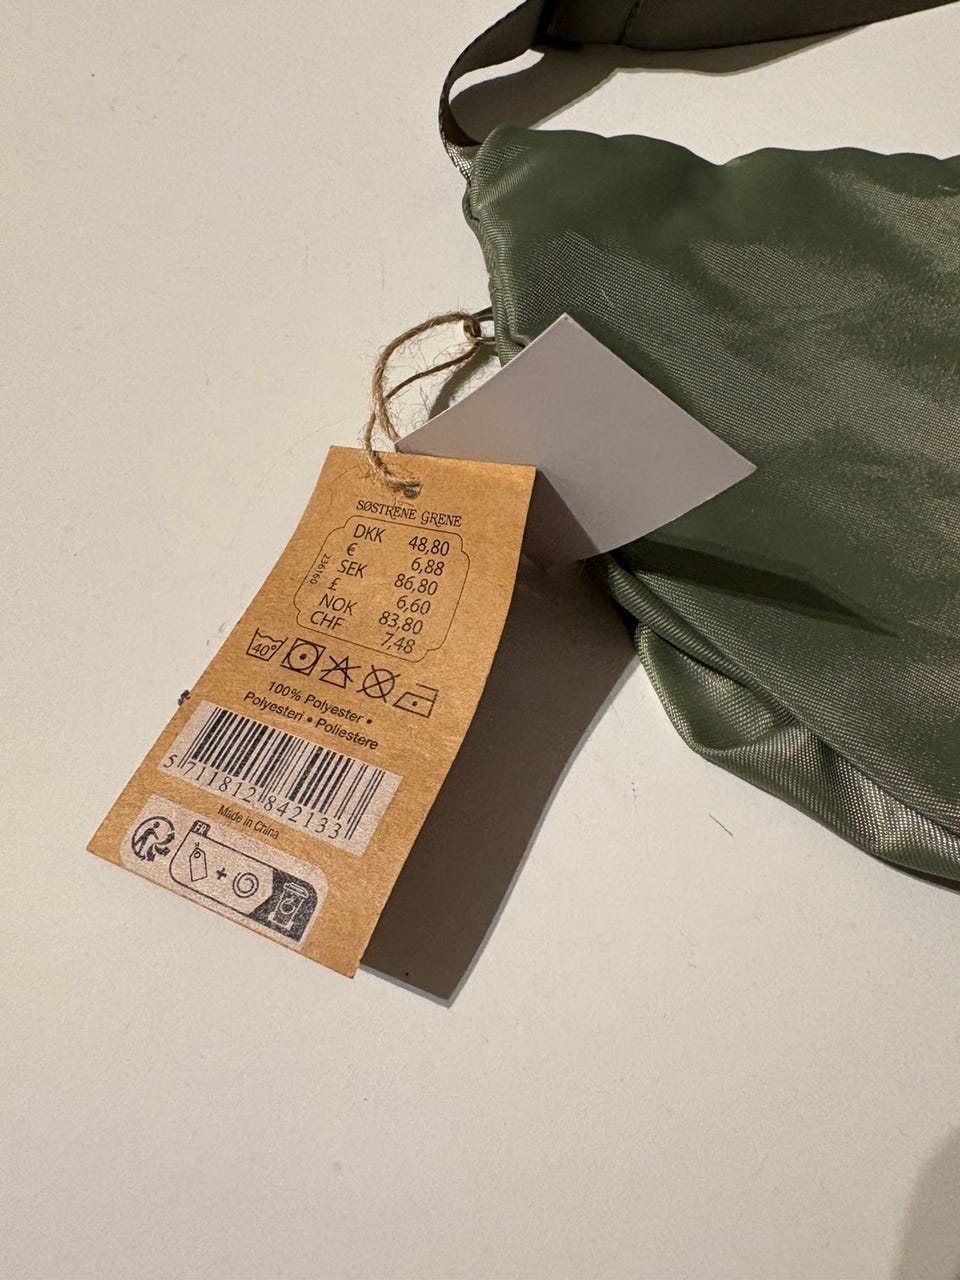 SØSTRENE GRENE
DKK 48,80
€ 6,88
SEK 86,80
£ 6,60
NOK 83,80
CHF 7,48
236160
40°
100% Polyester •
Polyesteri • Poliestere
5 711812 842133
Made in China
FR